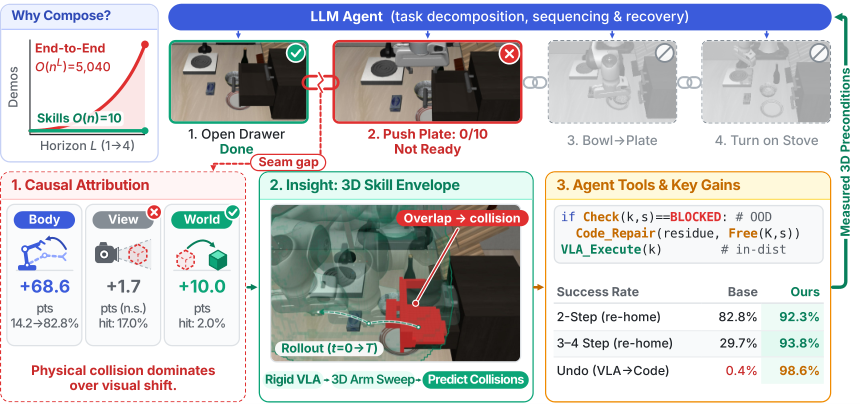 Why Compose?
End-to-End
O(nᴸ)=5,040
Demos
Skills O(n)=10
Horizon L (1→4)
LLM Agent (task decomposition, sequencing & recovery)
1. Open Drawer
Done
2. Push Plate: 0/10
Not Ready
3. Bowl→Plate
4. Turn on Stove
Seam gap
Measured 3D Preconditions
1. Causal Attribution
Body
View
World
+68.6
+1.7
+10.0
pts
pts (n.s.)
pts
14.2→82.8%
hit: 17.0%
hit: 2.0%
Physical collision dominates
over visual shift.
2. Insight: 3D Skill Envelope
Overlap → collision
Rollout (t=0→T)
Rigid VLA → 3D Arm Sweep → Predict Collisions
3. Agent Tools & Key Gains
if Check(k,s)==BLOCKED: # OOD
Code_Repair(residue, Free(K,s))
VLA_Execute(k) # in-dist
Success Rate Base Ours
2-Step (re-home) 82.8% 92.3%
3–4 Step (re-home) 29.7% 93.8%
Undo (VLA→Code) 0.4% 98.6%